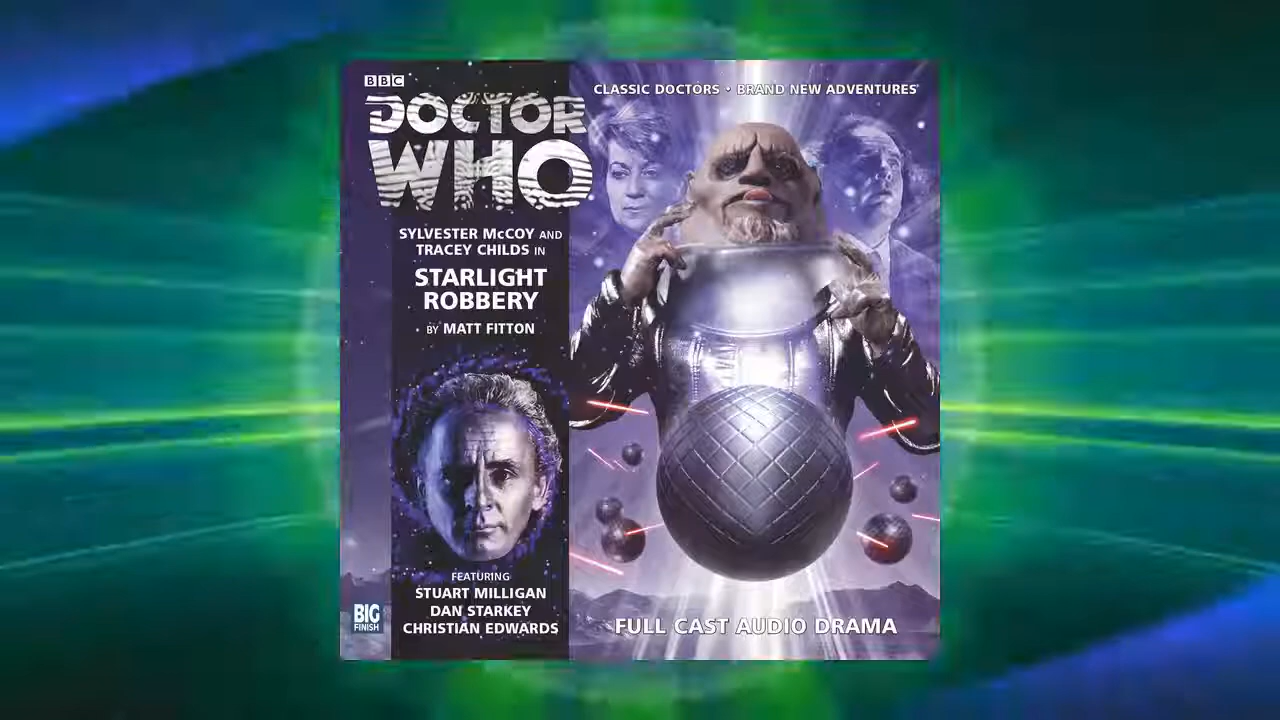 BBC
DOCTOR
WHO
SYLVESTER McCOY AND
TRACEY CHILDS IN
STARLIGHT
ROBBERY
BY MATT FITTON
FEATURING
STUART MILLIGAN
DAN STARKEY
CHRISTIAN EDWARDS
BIG
FINISH
CLASSIC DOCTORS • BRAND NEW ADVENTURES
FULL CAST AUDIO DRAMA